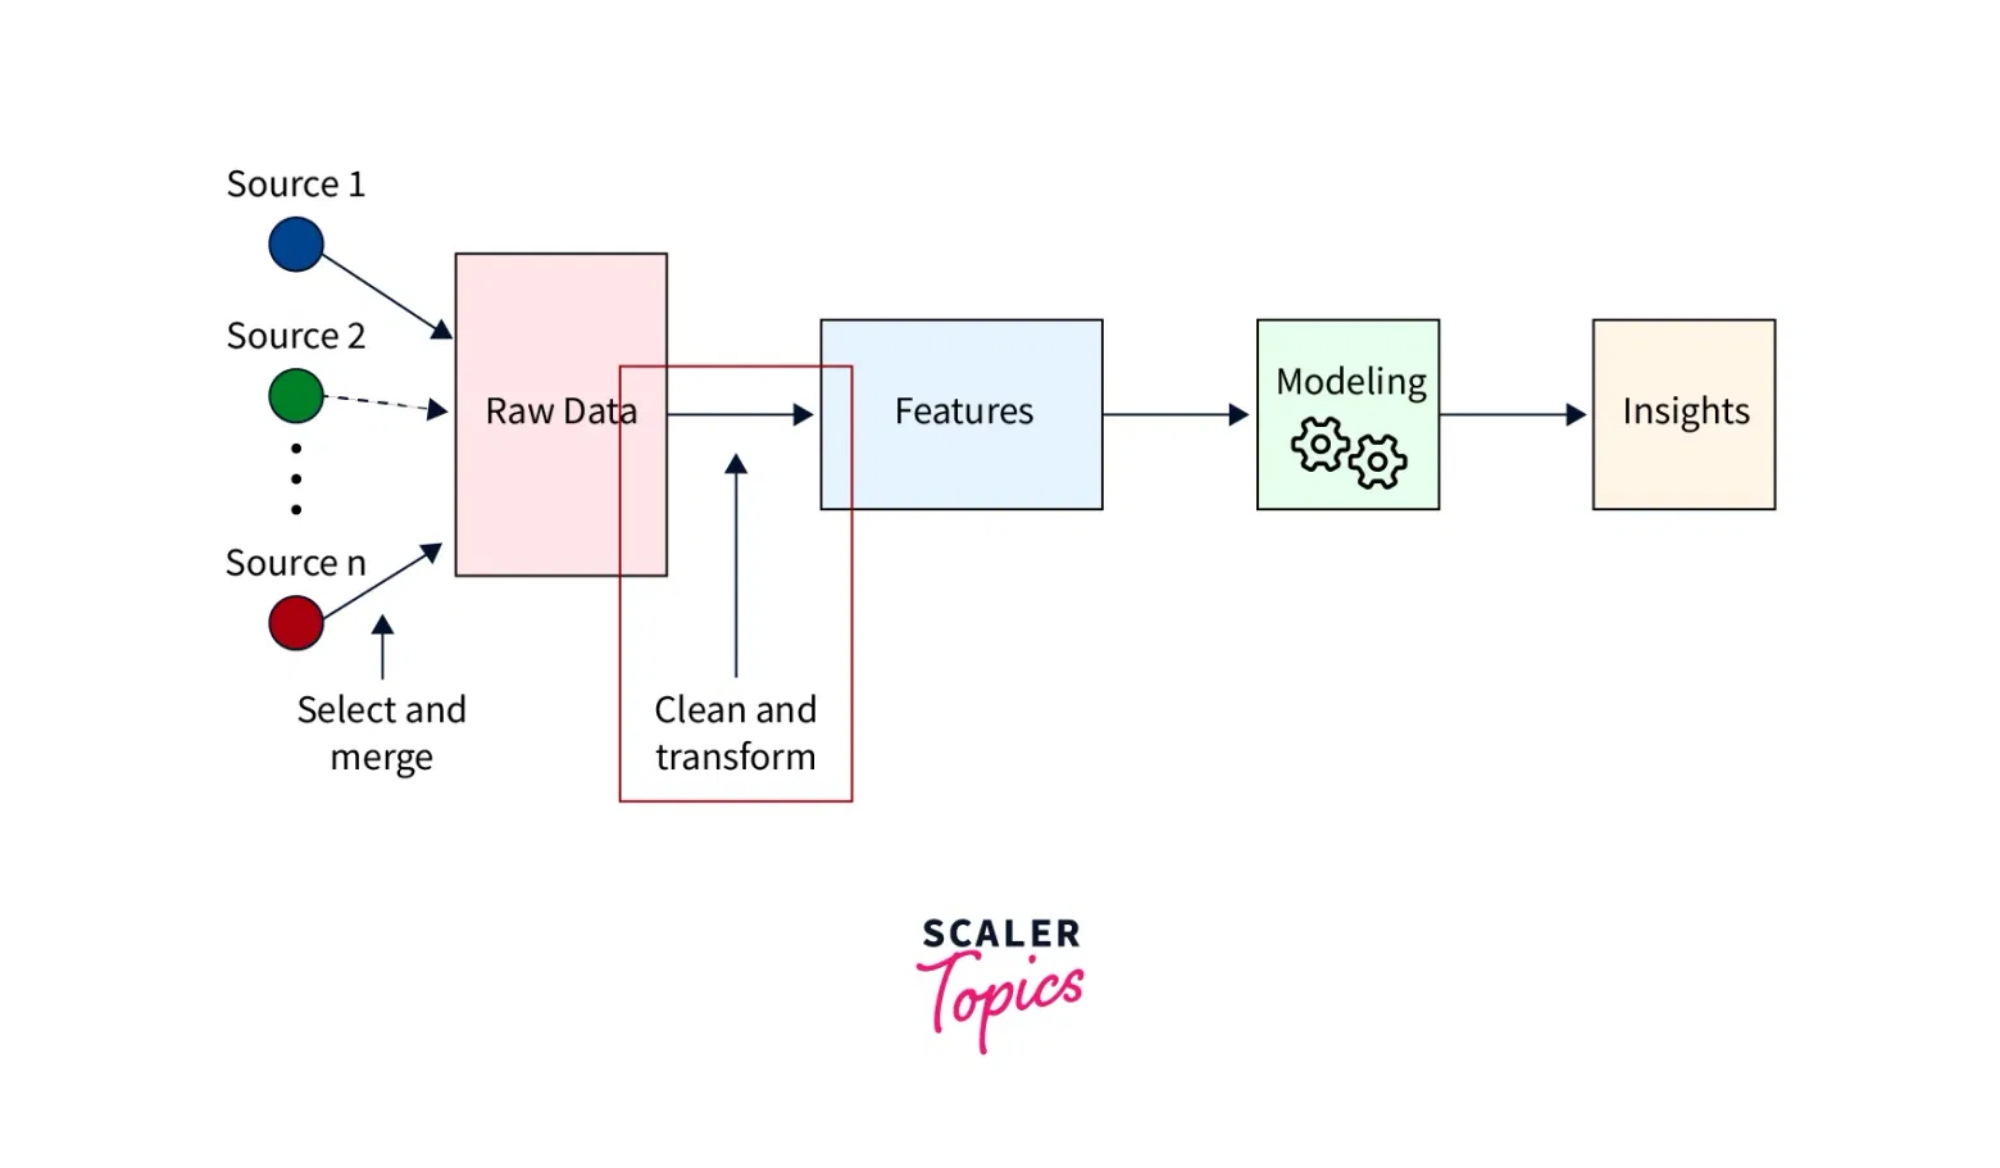 Source 1
Source 2
Source n
Select and
merge
Raw Data
Clean and
transform
Features
Modeling
Insights
SCALER
Topics